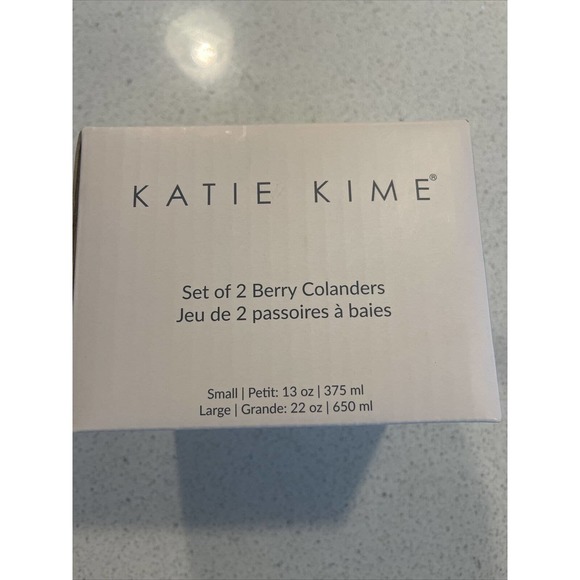 KATIE KIME®
Set of 2 Berry Colanders
Jeu de 2 passoires à baies
Small | Petit: 13 oz | 375 ml
Large | Grande: 22 oz | 650 ml